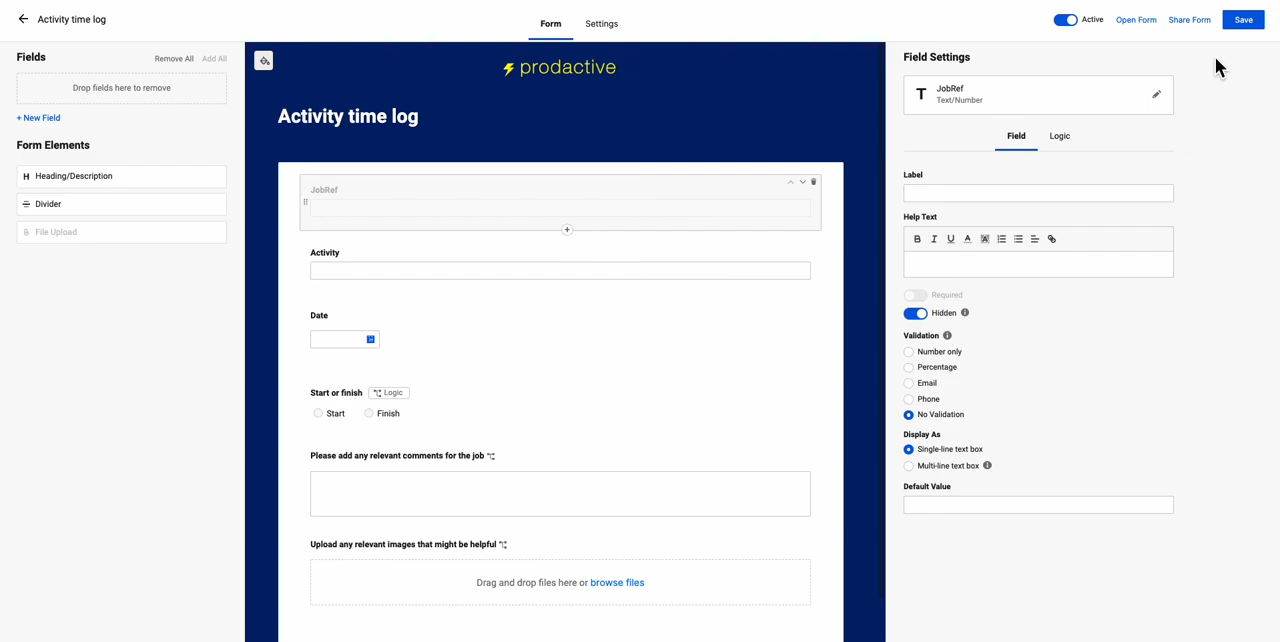 Activity time log
Form
Settings
Active
Open Form
Share Form
Save
Fields
Remove All
Add All
Drop fields here to remove
+ New Field
Form Elements
H Heading/Description
Divider
File Upload
prodactive
Activity time log
JobRef
Activity
Date
Start or finish
Logic
Start
Finish
Please add any relevant comments for the job
Upload any relevant images that might be helpful
Drag and drop files here or browse files
Field Settings
T
JobRef
Text/Number
Field
Logic
Label
Help Text
B I U A A
Required
Hidden
Validation
Number only
Percentage
Email
Phone
No Validation
Display As
Single-line text box
Multi-line text box
Default Value